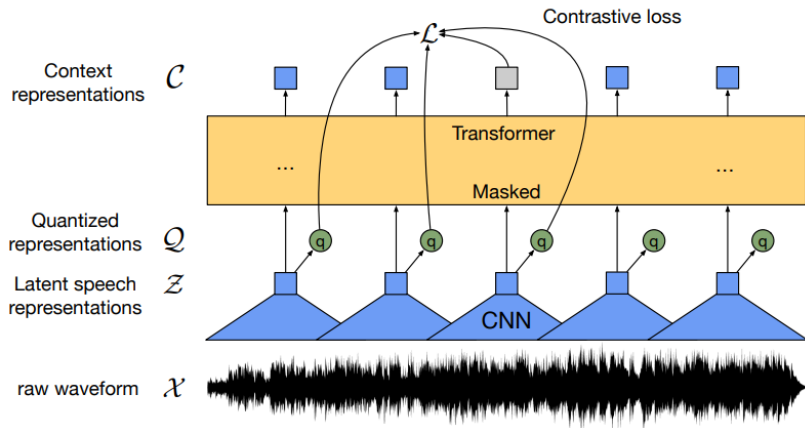 Contrastive loss
ℒ
Context
representations 𝒞
Transformer
... ...
Masked
Quantized
representations 𝒬
q q q q q
Latent speech
representations 𝒵
CNN
raw waveform 𝒳